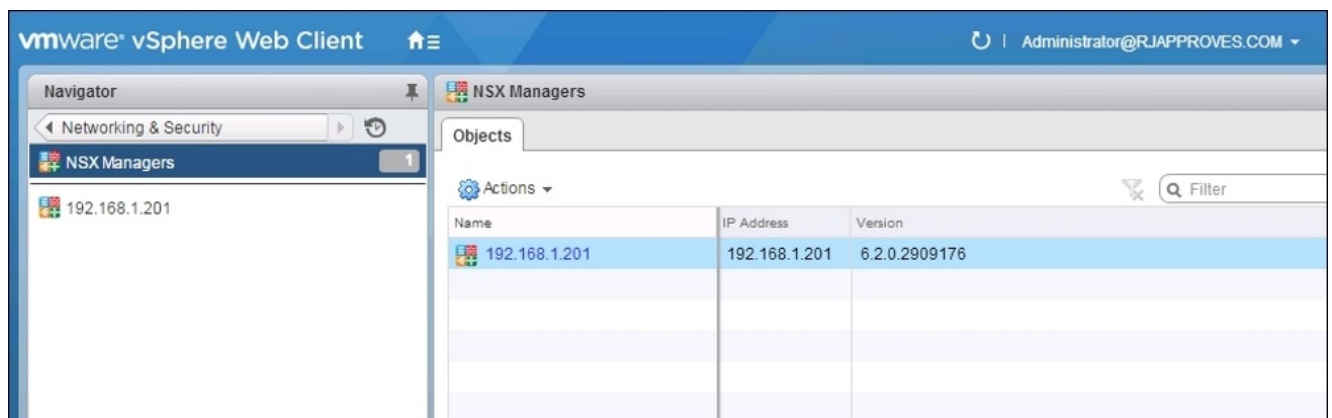 vmware® vSphere Web Client
Administrator@RJAPPROVES.COM
Navigator
Networking & Security
NSX Managers 1
192.168.1.201
NSX Managers
Objects
Actions
Filter
Name IP Address Version
192.168.1.201 192.168.1.201 6.2.0.2909176